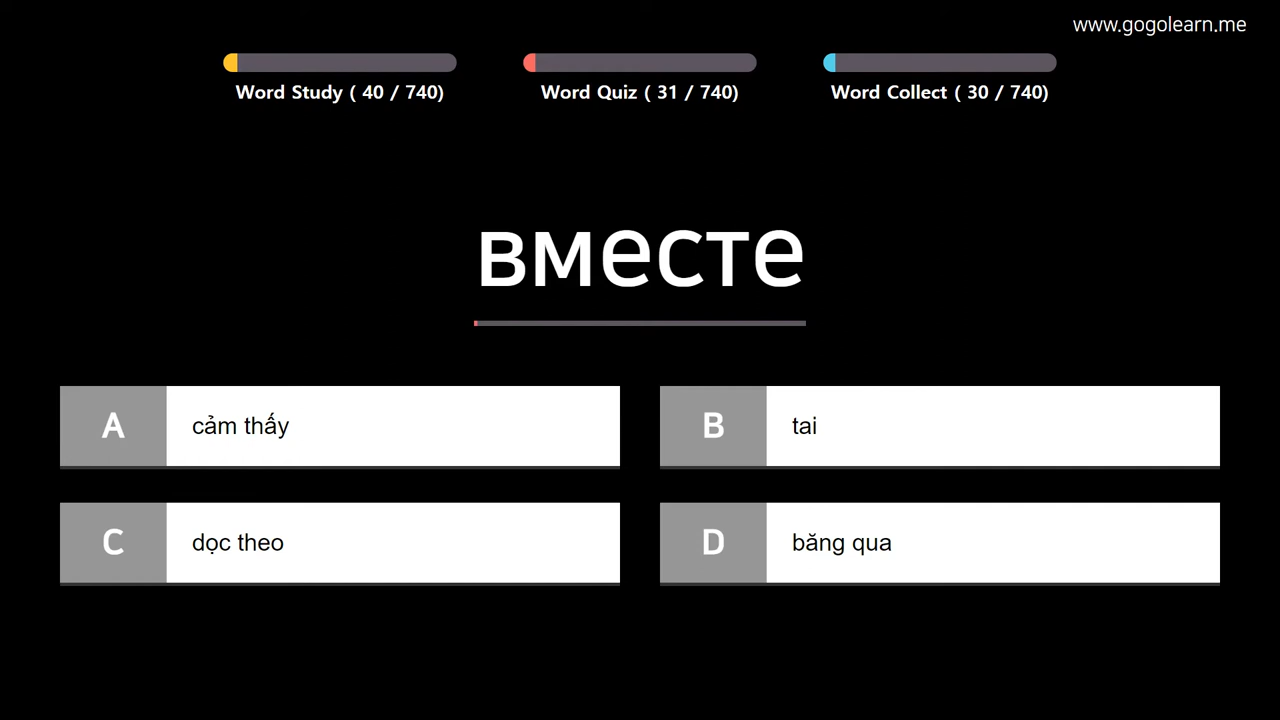 www.gogolearn.me
Word Study ( 40 / 740)
Word Quiz ( 31 / 740)
Word Collect ( 30 / 740)
вместе
A cảm thấy
B tai
C dọc theo
D băng qua